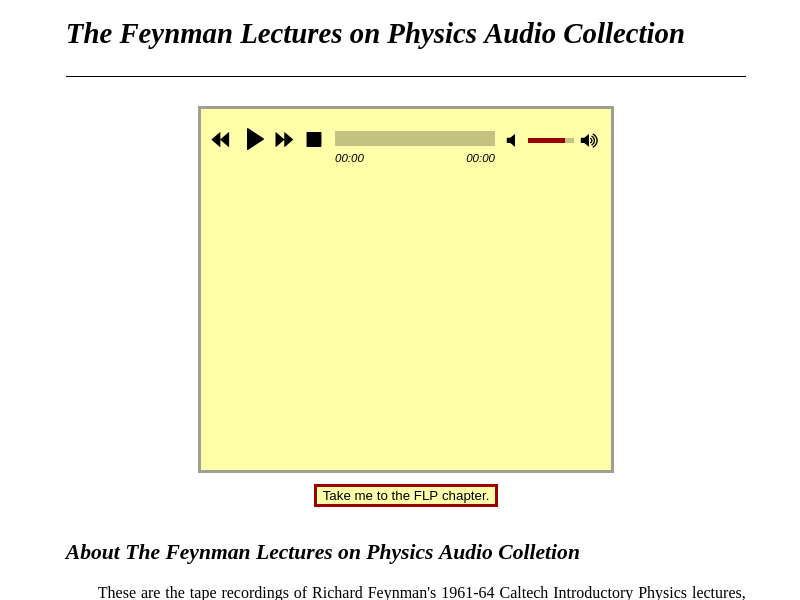 The Feynman Lectures on Physics Audio Collection
00:00 00:00
Take me to the FLP chapter.
About The Feynman Lectures on Physics Audio Colletion
These are the tape recordings of Richard Feynman's 1961-64 Caltech Introductory Physics lectures,